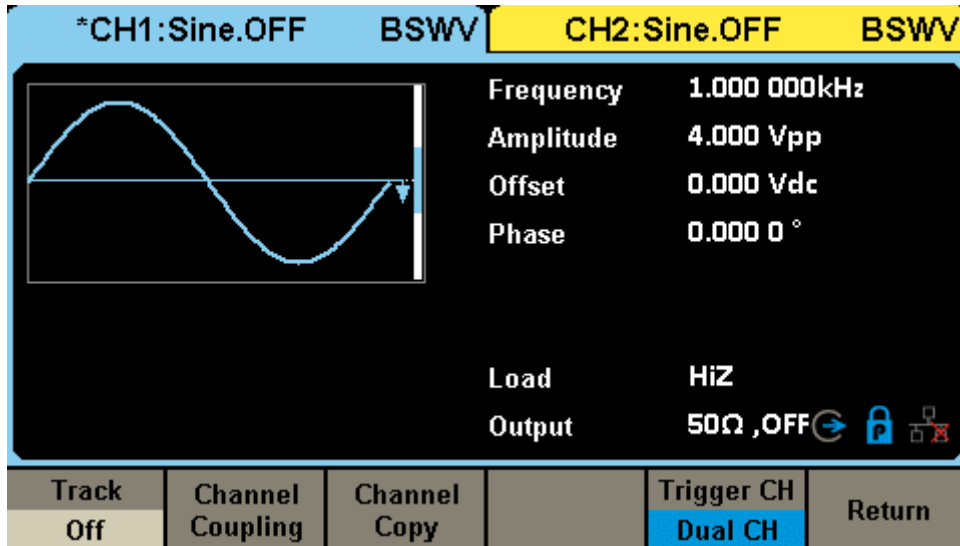 *CH1:Sine.OFF BSWV CH2:Sine.OFF BSWV
Frequency 1.000 000kHz
Amplitude 4.000 Vpp
Offset 0.000 Vdc
Phase 0.000 0 °
Load HiZ
Output 50Ω ,OFF P
Track
Off
Channel
Coupling
Channel
Copy
Trigger CH
Dual CH
Return